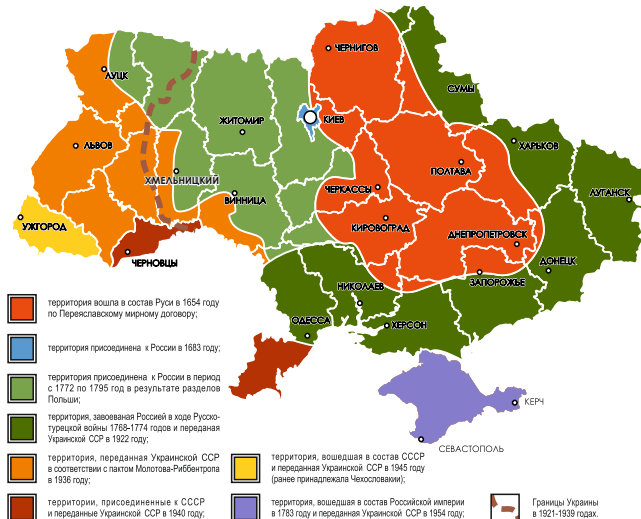 ЧЕРНИГОВ
ЛУЦК
СУМЫ
ЖИТОМИР
КИЕВ
ЛЬВОВ
ХАРЬКОВ
ПОЛТАВА
ХМЕЛЬНИЦКИЙ
ЧЕРКАССЫ
ЛУГАНСК
ВИННИЦА
УЖГОРОД
КИРОВОГРАД
ДНЕПРОПЕТРОВСК
ЧЕРНОВЦЫ
ДОНЕЦК
ЗАПОРОЖЬЕ
НИКОЛАЕВ
ОДЕССА
ХЕРСОН
КЕРЧ
СЕВАСТОПОЛЬ
территория вошла в состав Руси в 1654 году
по Переяславскому мирному договору;
территория присоединена к России в 1683 году;
территория присоединена к России в период
с 1772 по 1795 год в результате разделов
Польши;
территория, завоеваная Россией в ходе Русско-
турецкой войны 1768-1774 годов и переданая
Украинской ССР в 1922 году;
территория, переданная Украинской ССР
в соответствии с пактом Молотова-Риббентропа
в 1936 году;
территории, присоединенные к СССР
и переданные Украинской ССР в 1940 году;
территория, вошедшая в состав СССР
и переданная Украинской ССР в 1945 году
(ранее принадлежала Чехословакии);
территория, вошедшая в состав Российской империи
в 1783 году и переданная Украинской ССР в 1954 году;
Границы Украины
в 1921-1939 годах.